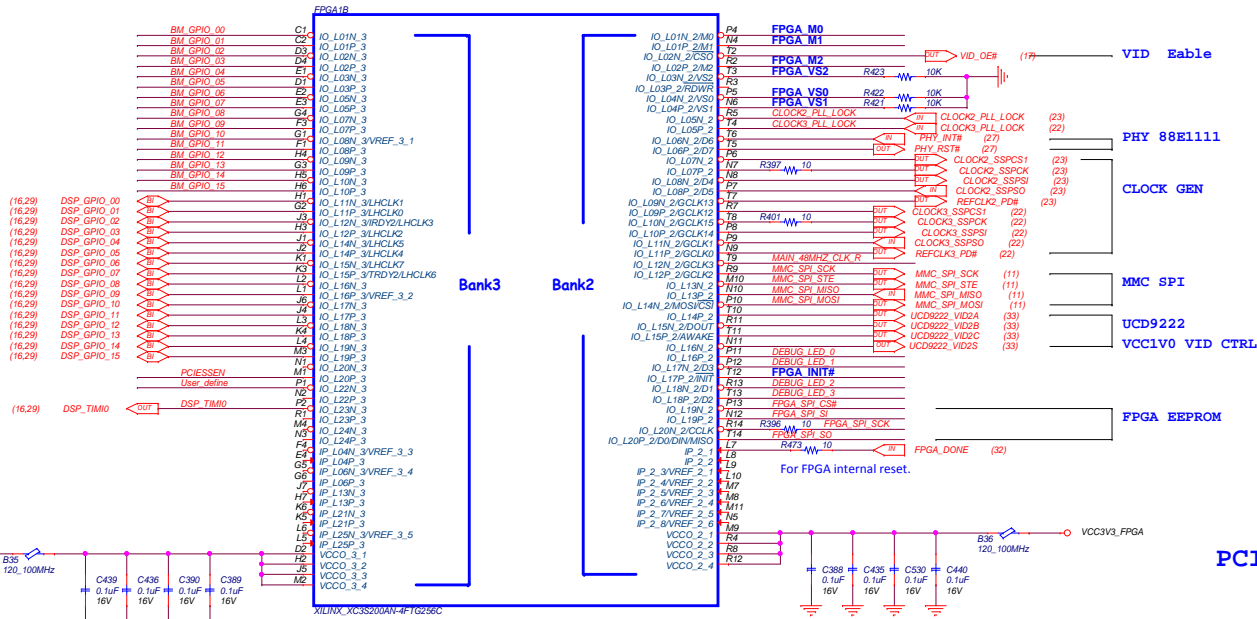 FPGA1B
BM_GPIO_00 C1 IO_L01N_3
BM_GPIO_01 C2 IO_L01P_3
BM_GPIO_02 D3 IO_L02N_3
BM_GPIO_03 D4 IO_L02P_3
BM_GPIO_04 E1 IO_L03N_3
BM_GPIO_05 D1 IO_L03P_3
BM_GPIO_06 E2 IO_L05N_3
BM_GPIO_07 E3 IO_L05P_3
BM_GPIO_08 G4 IO_L07N_3
BM_GPIO_09 F3 IO_L07P_3
BM_GPIO_10 G1 IO_L08N_3/VREF_3_1
BM_GPIO_11 F1 IO_L08P_3
BM_GPIO_12 H4 IO_L09N_3
BM_GPIO_13 G3 IO_L09P_3
BM_GPIO_14 H5 IO_L10N_3
BM_GPIO_15 H6 IO_L10P_3
(16,29) DSP_GPIO_00 BI H1 IO_L11N_3/LHCLK1
(16,29) DSP_GPIO_01 BI G2 IO_L11P_3/LHCLK0
(16,29) DSP_GPIO_02 BI J3 IO_L12N_3/IRDY2/LHCLK3
(16,29) DSP_GPIO_03 BI H3 IO_L12P_3/LHCLK2
(16,29) DSP_GPIO_04 BI J1 IO_L14N_3/LHCLK5
(16,29) DSP_GPIO_05 BI J2 IO_L14P_3/LHCLK4
(16,29) DSP_GPIO_06 BI K1 IO_L15N_3/LHCLK7
(16,29) DSP_GPIO_07 BI K3 IO_L15P_3/TRDY2/LHCLK6
(16,29) DSP_GPIO_08 BI L2 IO_L16N_3
(16,29) DSP_GPIO_09 BI L1 IO_L16P_3/VREF_3_2
(16,29) DSP_GPIO_10 BI J6 IO_L17N_3
(16,29) DSP_GPIO_11 BI J4 IO_L17P_3
(16,29) DSP_GPIO_12 BI L3 IO_L18N_3
(16,29) DSP_GPIO_13 BI K4 IO_L18P_3
(16,29) DSP_GPIO_14 BI L4 IO_L19N_3
(16,29) DSP_GPIO_15 BI M3 IO_L19P_3
N1 IO_L20N_3
PCIESSEN M1 IO_L20P_3
User_define P1 IO_L22N_3
N2 IO_L22P_3
(16,29) DSP_TIMI0 OUT DSP_TIMI0 P2 IO_L23N_3
R1 IO_L23P_3
M4 IO_L24N_3
N3 IO_L24P_3
F4 IP_L04N_3/VREF_3_3
E4 IP_L04P_3
G5 IP_L06N_3/VREF_3_4
G6 IP_L06P_3
J7 IP_L13N_3
H7 IP_L13P_3
K6 IP_L21N_3
K5 IP_L21P_3
L6 IP_L25N_3/VREF_3_5
L5 IP_L25P_3
D2 VCCO_3_1
H2 VCCO_3_2
J5 VCCO_3_3
M2 VCCO_3_4
B35
120_100MHz
C439 C436 C390 C389
0.1uF 0.1uF 0.1uF 0.1uF
16V 16V 16V 16V
Bank3 Bank2
IO_L01N_2/M0 P4 FPGA_M0
IO_L01P_2/M1 N4 FPGA_M1
IO_L02N_2/CSO T2 OUT VID_OE# (17) VID Eable
IO_L02P_2/M2 R2 FPGA_M2
IO_L03N_2/VS2 T3 FPGA_VS2 R423 10K
IO_L03P_2/RDWR R3
IO_L04N_2/VS0 P5 FPGA_VS0 R422 10K
IO_L04P_2/VS1 N6 FPGA_VS1 R421 10K
IO_L05N_2 R5 CLOCK2_PLL_LOCK IN CLOCK2_PLL_LOCK (23)
IO_L05P_2 T4 CLOCK3_PLL_LOCK IN CLOCK3_PLL_LOCK (22)
IO_L06N_2/D6 T6 IN PHY_INT# (27) PHY 88E1111
IO_L06P_2/D7 T5 OUT PHY_RST# (27)
IO_L07N_2 P6 OUT CLOCK2_SSPCS1 (23)
IO_L07P_2 N7 R397 10 OUT CLOCK2_SSPCK (23)
IO_L08N_2/D4 N8 OUT CLOCK2_SSPSI (23)
IO_L08P_2/D5 P7 IN CLOCK2_SSPSO (23) CLOCK GEN
IO_L09N_2/GCLK13 T7 OUT REFCLK2_PD# (23)
IO_L09P_2/GCLK12 R7 OUT CLOCK3_SSPCS1 (22)
IO_L10N_2/GCLK15 T8 R401 10 OUT CLOCK3_SSPCK (22)
IO_L10P_2/GCLK14 P8 OUT CLOCK3_SSPSI (22)
IO_L11N_2/GCLK1 P9 IN CLOCK3_SSPSO (22)
IO_L11P_2/GCLK0 N9 OUT REFCLK3_PD# (22)
IO_L12N_2/GCLK3 T9 MAIN_48MHZ_CLK_R
IO_L12P_2/GCLK2 R9 MMC_SPI_SCK OUT MMC_SPI_SCK (11)
IO_L13N_2 M10 MMC_SPI_STE OUT MMC_SPI_STE (11) MMC SPI
IO_L13P_2 N10 MMC_SPI_MISO IN MMC_SPI_MISO (11)
IO_L14N_2/MOSI/CSI P10 MMC_SPI_MOSI OUT MMC_SPI_MOSI (11)
IO_L14P_2 T10 OUT UCD9222_VID2A (33)
IO_L15N_2/DOUT R11 OUT UCD9222_VID2B (33) UCD9222
IO_L15P_2/AWAKE T11 OUT UCD9222_VID2C (33)
IO_L16N_2 N11 OUT UCD9222_VID2S (33) VCC1V0 VID CTRL
IO_L16P_2 P11 DEBUG_LED_0
IO_L17N_2/D3 P12 DEBUG_LED_1
IO_L17P_2/INIT T12 FPGA_INIT#
IO_L18N_2/D1 R13 DEBUG_LED_2
IO_L18P_2/D2 T13 DEBUG_LED_3
IO_L19N_2 P13 FPGA_SPI_CS#
IO_L19P_2 N12 FPGA_SPI_SI FPGA EEPROM
IO_L20N_2/CCLK R14 R396 10 FPGA_SPI_SCK
IO_L20P_2/D0/DIN/MISO T14 FPGA_SPI_SO
IP_2_1 L7 R473 10 IN FPGA_DONE (32)
IP_2_2 L8
For FPGA internal reset.
IP_2_3/VREF_2_1 L9
IP_2_4/VREF_2_2 L10
IP_2_5/VREF_2_3 M7
IP_2_6/VREF_2_4 M8
IP_2_7/VREF_2_5 M11
IP_2_8/VREF_2_6 N5
VCCO_2_1 M9
VCCO_2_2 R4
VCCO_2_3 R8
VCCO_2_4 R12
B36
120_100MHz
VCC3V3_FPGA
C388 C435 C530 C440
0.1uF 0.1uF 0.1uF 0.1uF
16V 16V 16V 16V
XILINX_XC3S200AN-4FTG256C